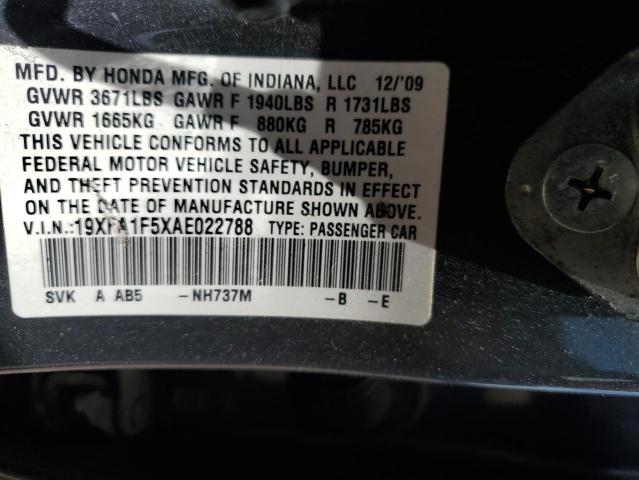 MFD. BY HONDA MFG. OF INDIANA, LLC 12/'09
GVWR 3671LBS GAWR F 1940LBS R 1731LBS
GVWR 1665KG GAWR F 880KG R 785KG
THIS VEHICLE CONFORMS TO ALL APPLICABLE
FEDERAL MOTOR VEHICLE SAFETY, BUMPER,
AND THEFT PREVENTION STANDARDS IN EFFECT
ON THE DATE OF MANUFACTURE SHOWN ABOVE.
V.I.N.:19XFA1F5XAE022788 TYPE: PASSENGER CAR
SVK A AB5 -NH737M -B -E